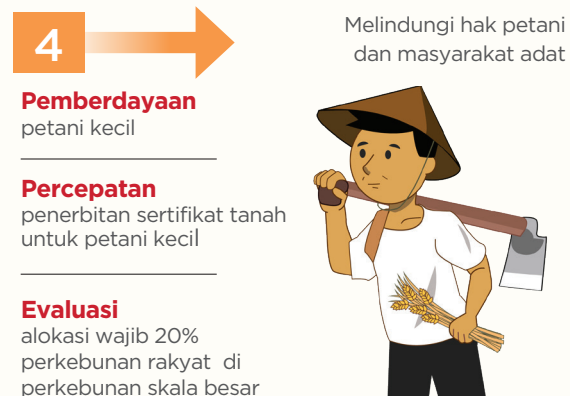 4
Melindungi hak petani
dan masyarakat adat
Pemberdayaan
petani kecil
Percepatan
penerbitan sertifikat tanah
untuk petani kecil
Evaluasi
alokasi wajib 20%
perkebunan rakyat di
perkebunan skala besar